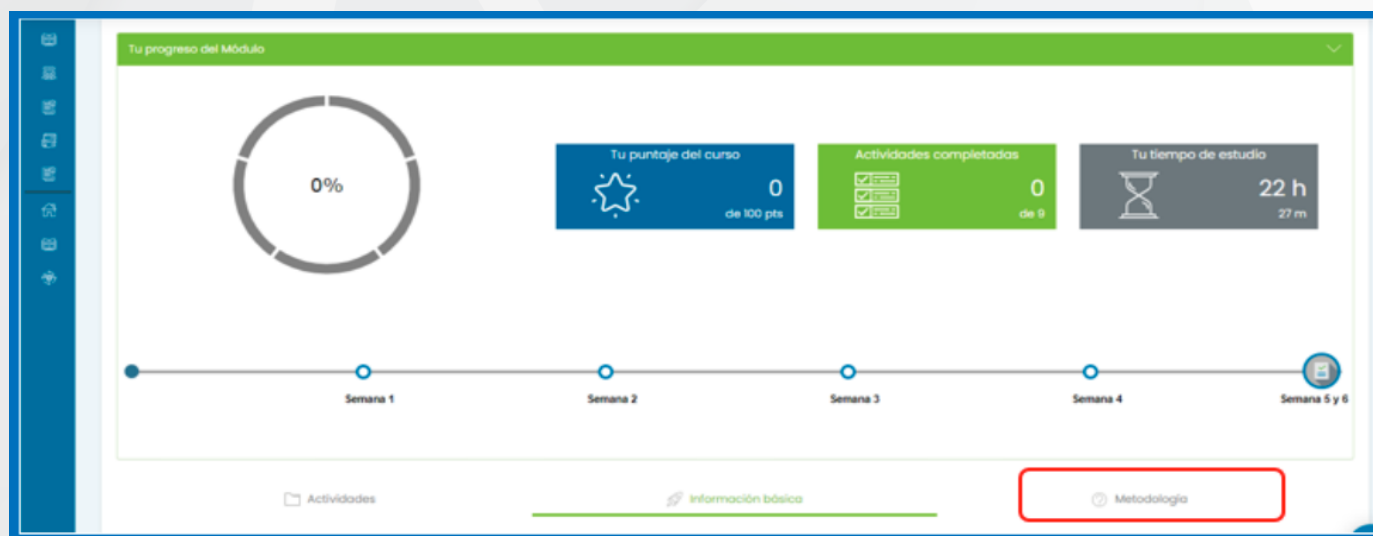 Tu progreso del Módulo
0%
Tu puntaje del curso
0
de 100 pts
Actividades completadas
0
de 9
Tu tiempo de estudio
22 h
27 m
Semana 1
Semana 2
Semana 3
Semana 4
Semana 5 y 6
Actividades
Información básica
Metodología